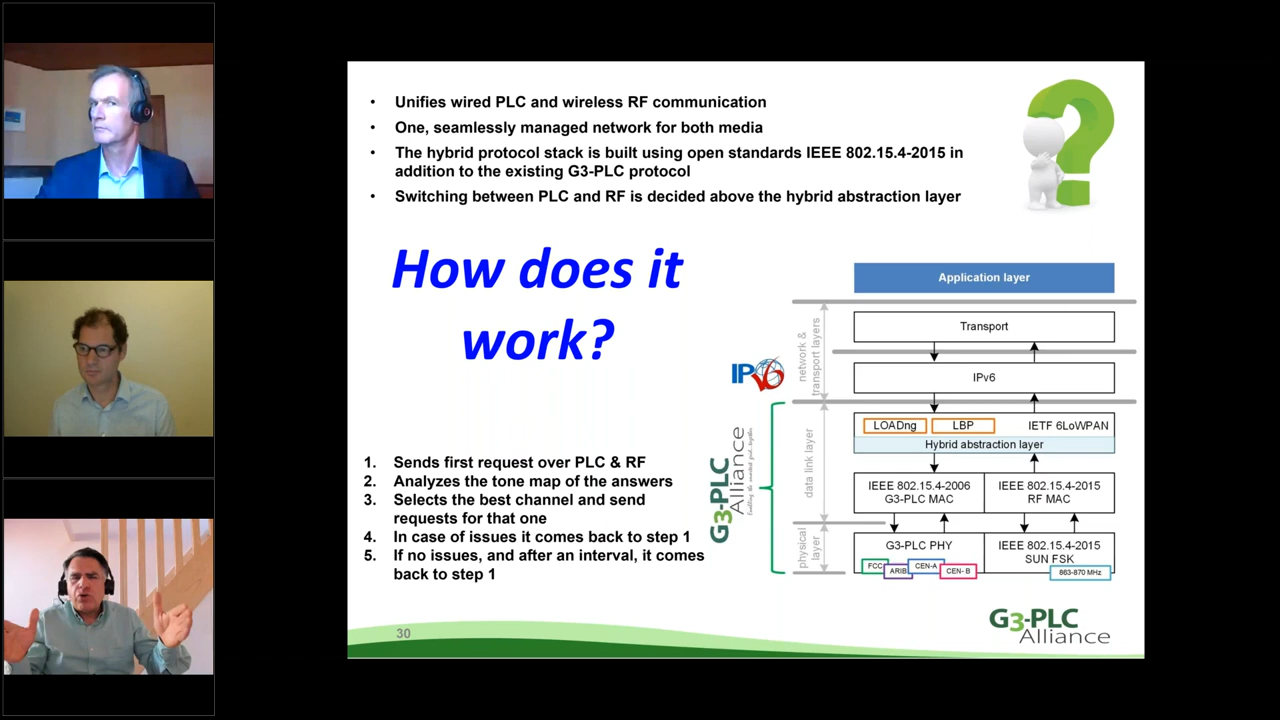 • Unifies wired PLC and wireless RF communication
• One, seamlessly managed network for both media
• The hybrid protocol stack is built using open standards IEEE 802.15.4-2015 in
addition to the existing G3-PLC protocol
• Switching between PLC and RF is decided above the hybrid abstraction layer
How does it
work?
1. Sends first request over PLC & RF
2. Analyzes the tone map of the answers
3. Selects the best channel and send
requests for that one
4. In case of issues it comes back to step 1
5. If no issues, and after an interval, it comes
back to step 1
Application layer
network &
transport layers
Transport
IPv6
IPv6
G3-PLC
Alliance
data link layer
LOADng LBP IETF 6LoWPAN
Hybrid abstraction layer
IEEE 802.15.4-2006
G3-PLC MAC
IEEE 802.15.4-2015
RF MAC
physical
layer
G3-PLC PHY
FCC ARIB CEN-A CEN- B
IEEE 802.15.4-2015
SUN FSK
863-870 MHz
30
G3-PLC
Alliance